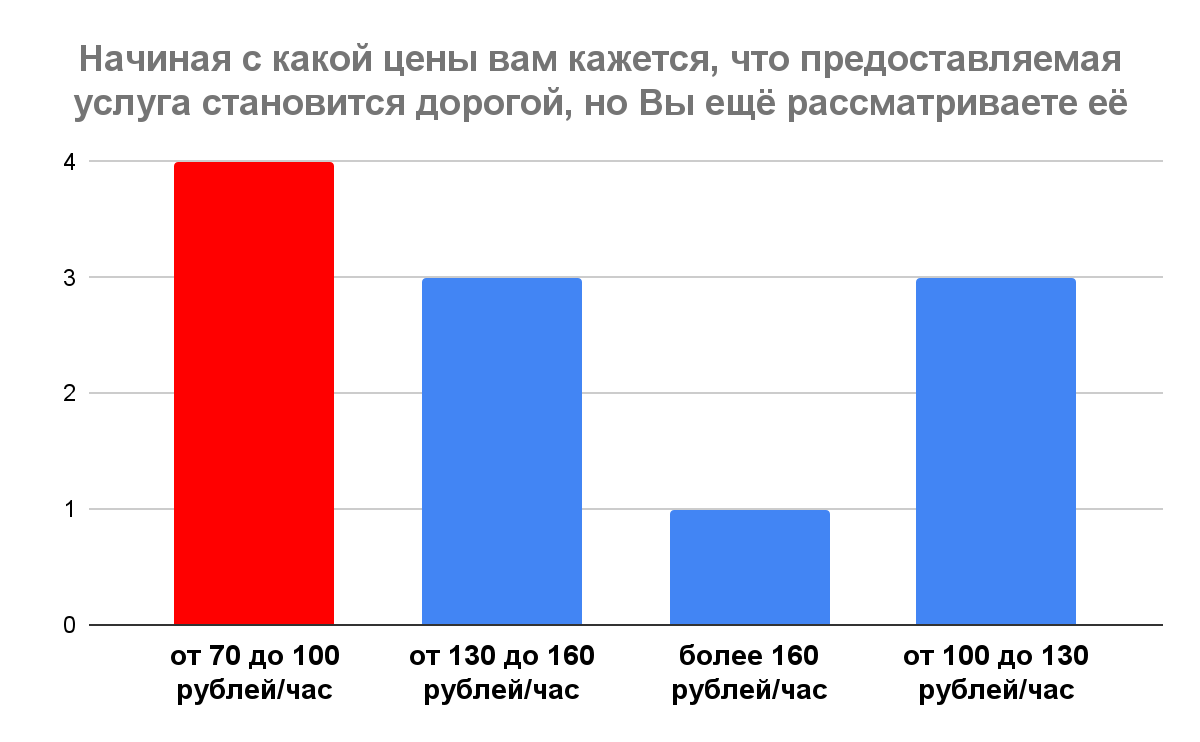 Начиная с какой цены вам кажется, что предоставляемая
услуга становится дорогой, но Вы ещё рассматриваете её
4
3
2
1
0
от 70 до 100
рублей/час
от 130 до 160
рублей/час
более 160
рублей/час
от 100 до 130
рублей/час